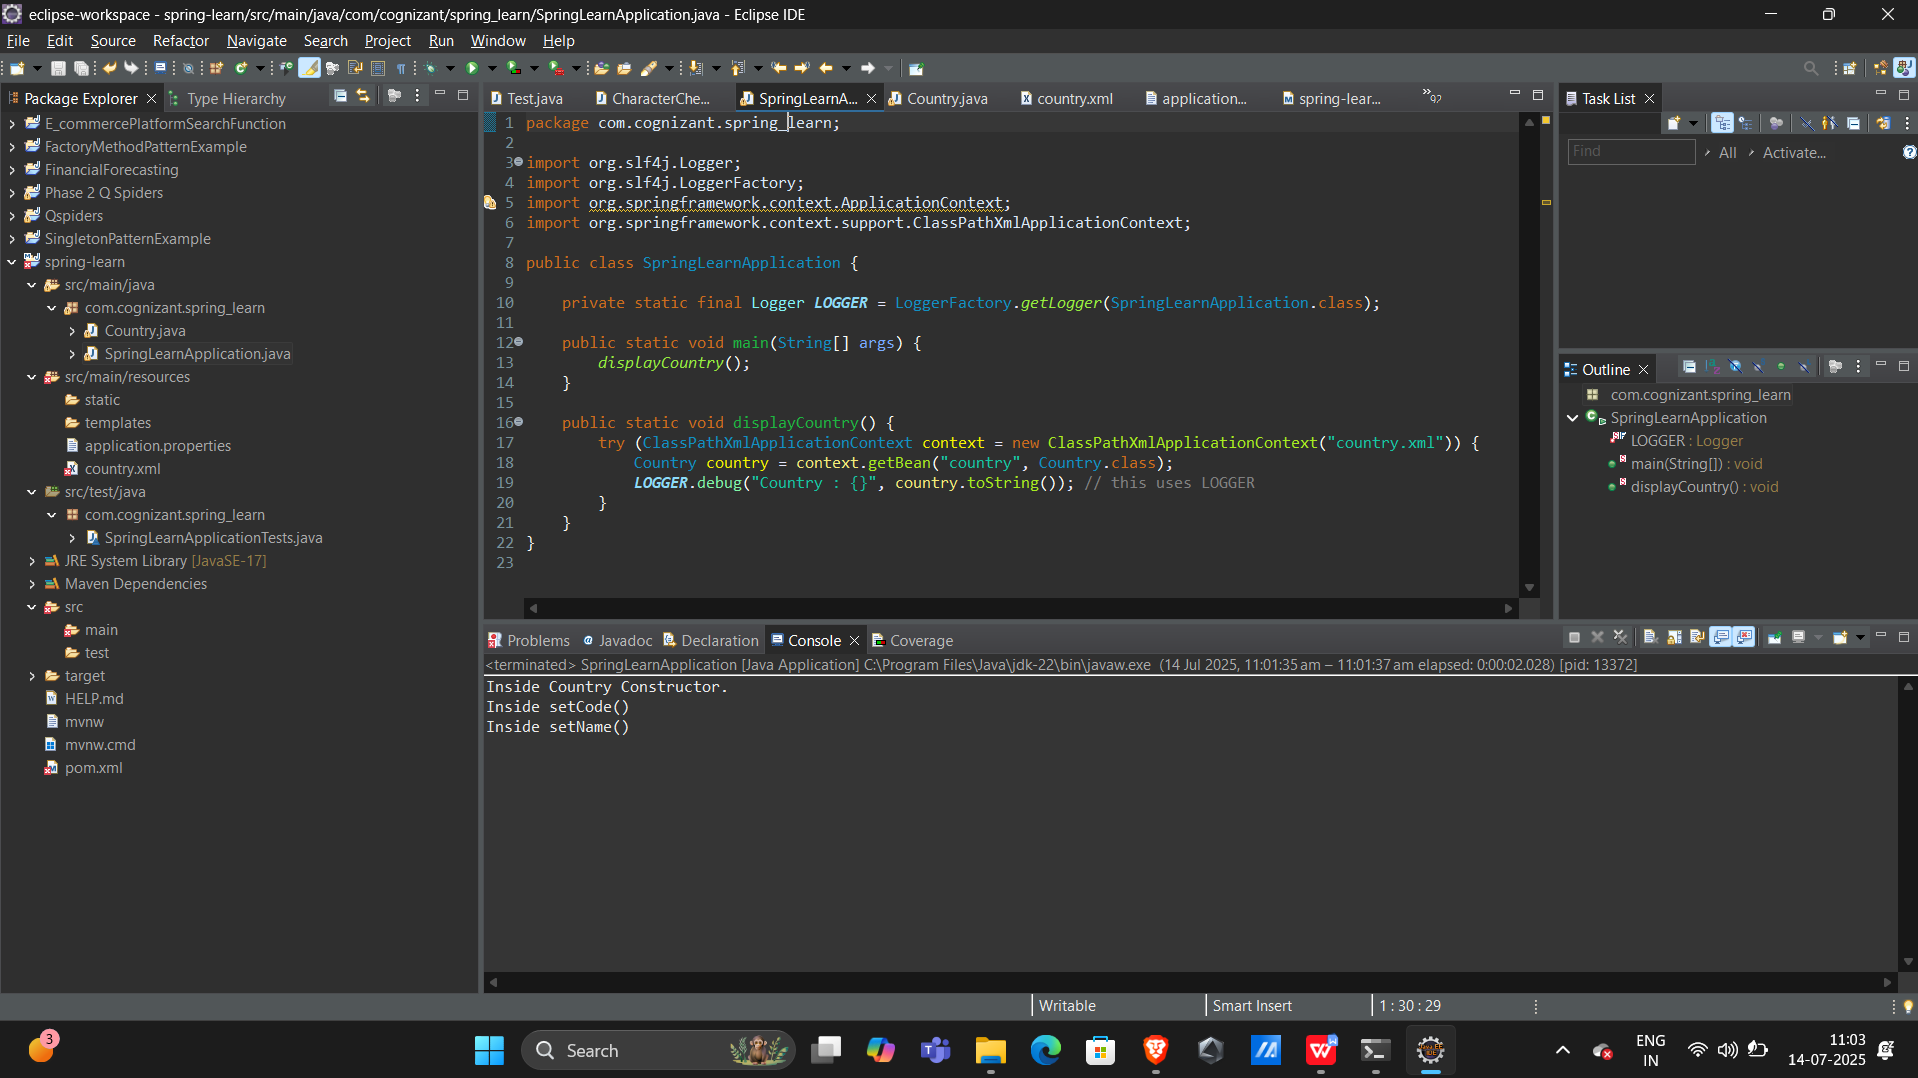 eclipse-workspace - spring-learn/src/main/java/com/cognizant/spring_learn/SpringLearnApplication.java - Eclipse IDE
File Edit Source Refactor Navigate Search Project Run Window Help
Package Explorer
Type Hierarchy
E_commercePlatformSearchFunction
FactoryMethodPatternExample
FinancialForecasting
Phase 2 Q Spiders
Qspiders
SingletonPatternExample
spring-learn
src/main/java
com.cognizant.spring_learn
Country.java
SpringLearnApplication.java
src/main/resources
static
templates
application.properties
country.xml
src/test/java
com.cognizant.spring_learn
SpringLearnApplicationTests.java
JRE System Library [JavaSE-17]
Maven Dependencies
src
main
test
target
HELP.md
mvnw
mvnw.cmd
pom.xml
Test.java CharacterChe... SpringLearnA... Country.java country.xml application... spring-lear... »92
1 package com.cognizant.spring_learn;
2
3 import org.slf4j.Logger;
4 import org.slf4j.LoggerFactory;
5 import org.springframework.context.ApplicationContext;
6 import org.springframework.context.support.ClassPathXmlApplicationContext;
7
8 public class SpringLearnApplication {
9
10 private static final Logger LOGGER = LoggerFactory.getLogger(SpringLearnApplication.class);
11
12 public static void main(String[] args) {
13 displayCountry();
14 }
15
16 public static void displayCountry() {
17 try (ClassPathXmlApplicationContext context = new ClassPathXmlApplicationContext("country.xml")) {
18 Country country = context.getBean("country", Country.class);
19 LOGGER.debug("Country : {}", country.toString()); // this uses LOGGER
20 }
21 }
22 }
23
Task List
Find
All
Activate...
Outline
com.cognizant.spring_learn
SpringLearnApplication
LOGGER : Logger
main(String[]) : void
displayCountry() : void
Problems Javadoc Declaration Console Coverage
<terminated> SpringLearnApplication [Java Application] C:\Program Files\Java\jdk-22\bin\javaw.exe (14 Jul 2025, 11:01:35 am – 11:01:37 am elapsed: 0:00:02.028) [pid: 13372]
Inside Country Constructor.
Inside setCode()
Inside setName()
Writable
Smart Insert
1 : 30 : 29
3
Search
ENG
IN
11:03
14-07-2025